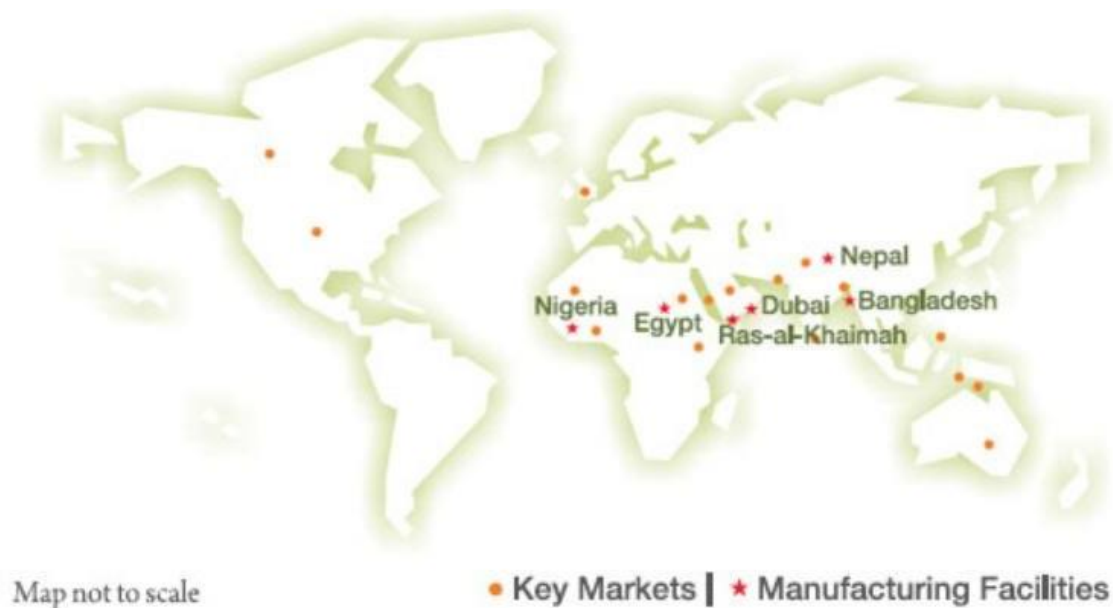 Nepal
Nigeria
Egypt
Dubai
Bangladesh
Ras-al-Khaimah
Map not to scale
Key Markets | Manufacturing Facilities